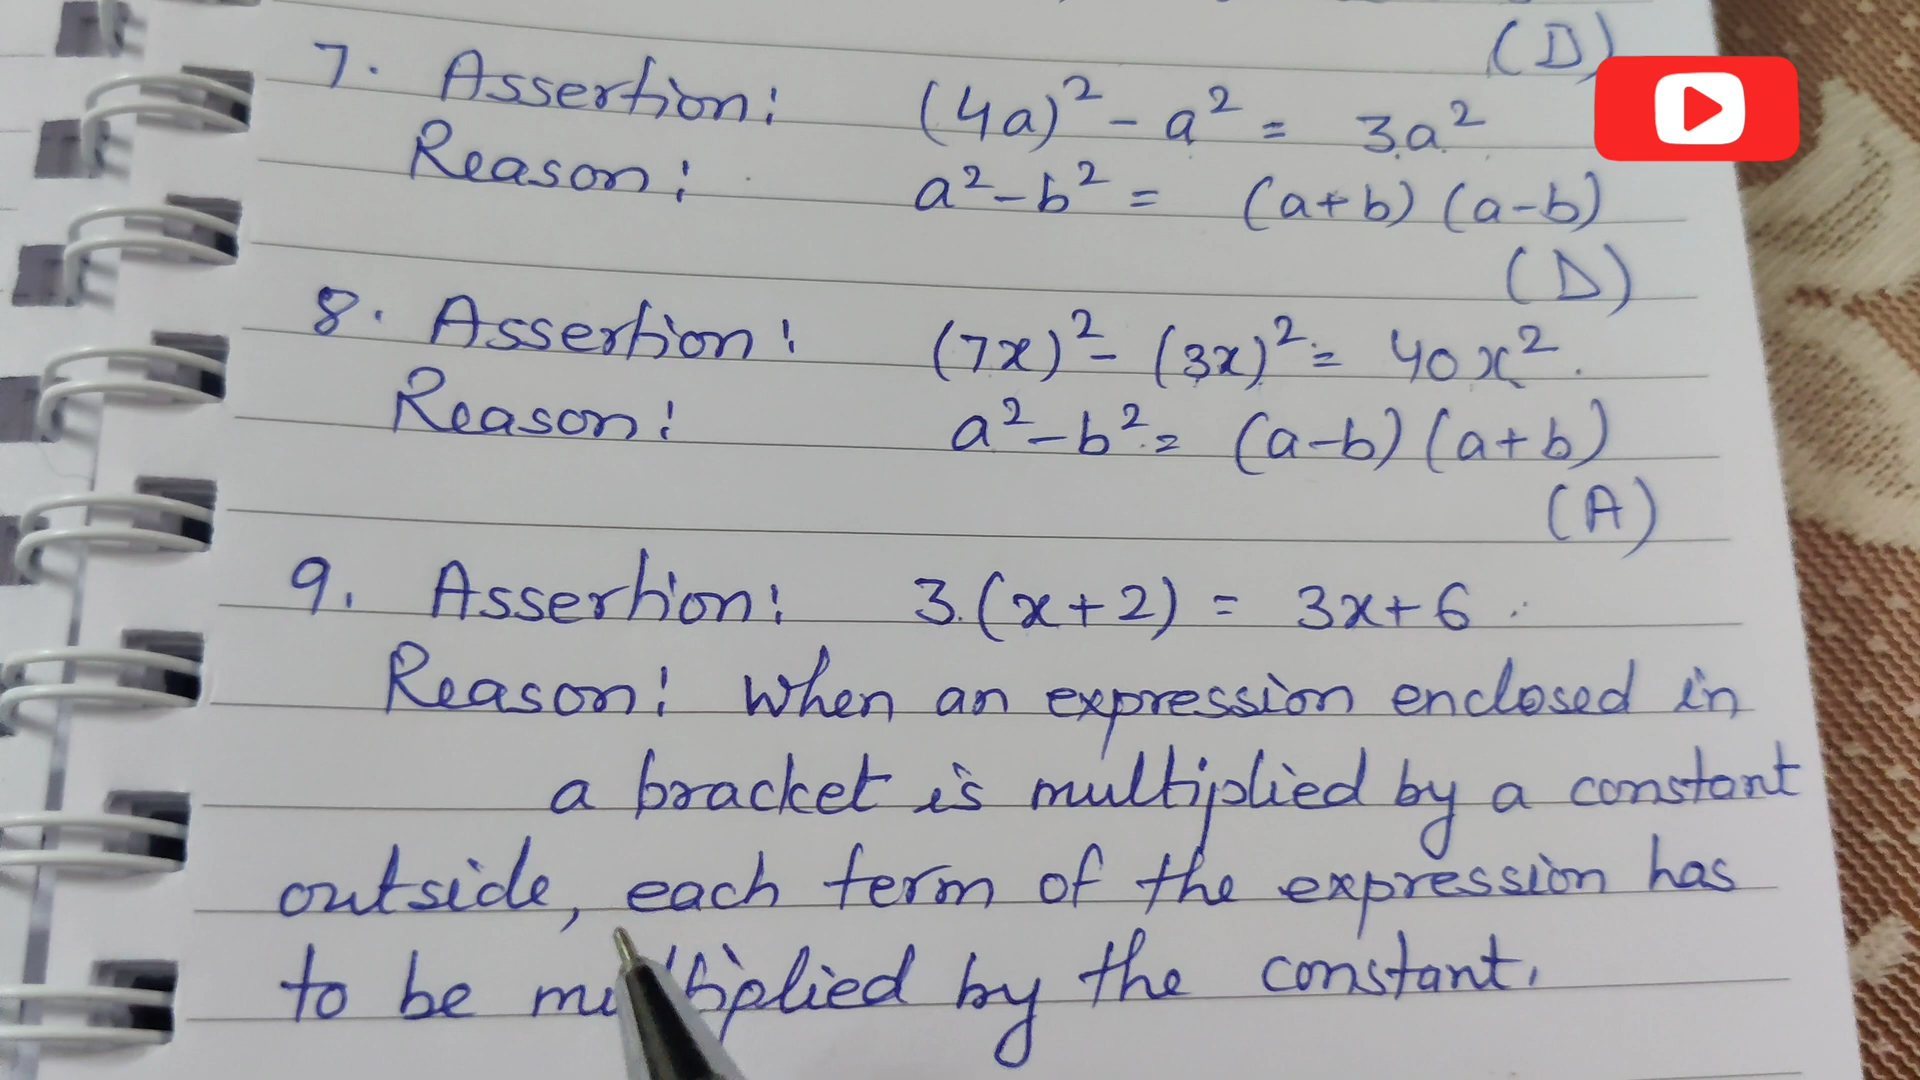 (D)
7. Assertion: (4a)² - a² = 3a²
Reason: a² - b² = (a+b) (a-b)
(D)
8. Assertion: (7x)² - (3x)² = 40x².
Reason: a² - b² = (a-b) (a+b)
(A)
9. Assertion: 3(x+2) = 3x+6.
Reason: When an expression enclosed in
a bracket is multiplied by a constant
outside, each term of the expression has
to be multiplied by the constant.